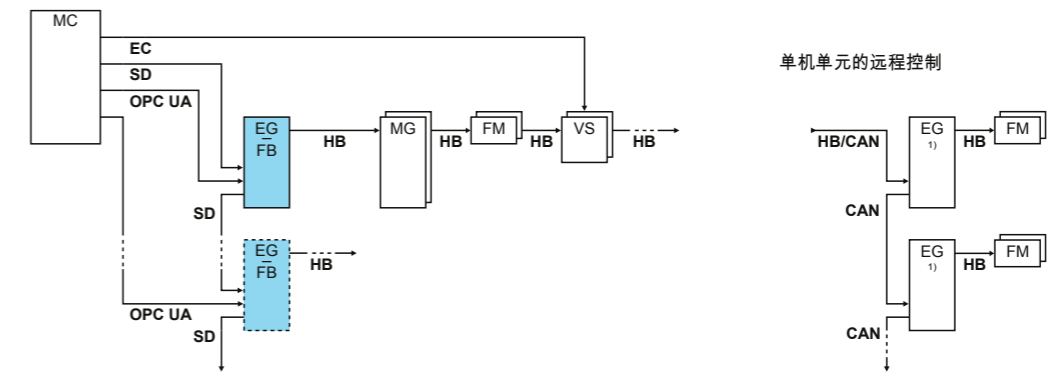 MC
EC
SD
OPC UA
EG
FB
HB
MG
HB
FM
HB
VS
HB
SD
EG
FB
HB
OPC UA
SD
单机单元的远程控制
HB/CAN
EG
1)
HB
FM
CAN
EG
1)
HB
FM
CAN